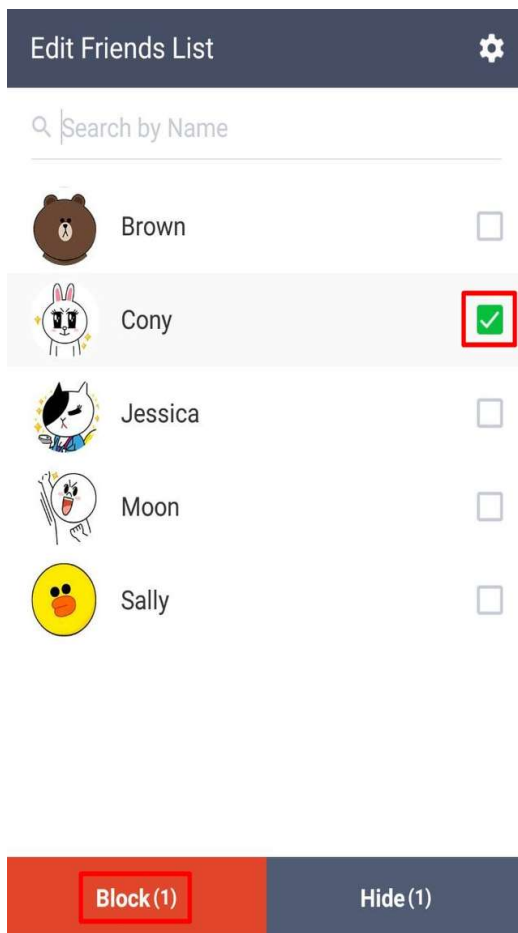 Edit Friends List
Search by Name
Brown
Cony
Jessica
Moon
Sally
Block(1)
Hide(1)